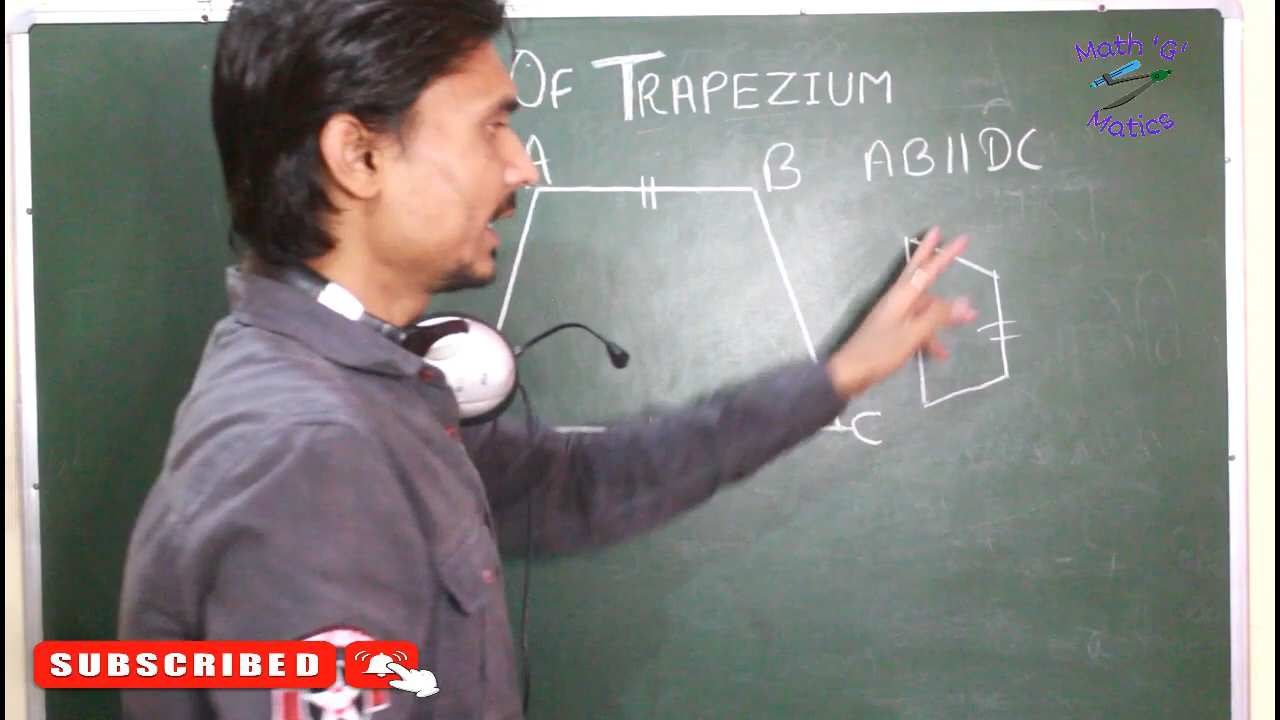 OF TRAPEZIUM
Math 'G'
Matics
A
B
AB||DC
C
SUBSCRIBED